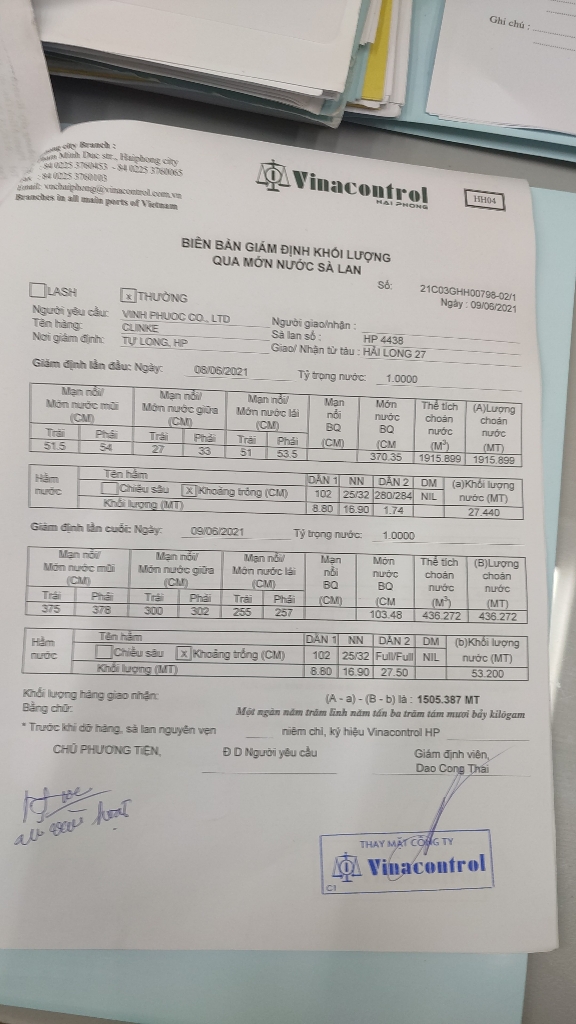 Ghi chú :
city Branch :
Minh Duc str., Haiphong city
84 0225 3760453 - 84 0225 3760065
: 84 0225 3760103
Email: vnchaiphong@vinacontrol.com.vn
Branches in all main ports of Vietnam
Vinacontrol
HAI PHONG
HH04
BIÊN BẢN GIÁM ĐỊNH KHỐI LƯỢNG
QUA MỚN NƯỚC SÀ LAN
Số: 21C03GHH00798-02/1
Ngày : 09/06/2021
LASH x THƯỜNG
Người yêu cầu: VINH PHUOC CO., LTD Người giao/nhận :
Tên hàng: CLINKE Sà lan số : HP 4438
Nơi giám định: TỰ LONG, HP Giao/ Nhận từ tàu : HẢI LONG 27
Giám định lần đầu: Ngày: 08/06/2021 Tỷ trọng nước: 1.0000
Mạn nổi/ Mạn nổi/ Mạn nổi/ Mạn Mớn Thể tích (A)Lượng
Mớn nước mũi Mớn nước giữa Mớn nước lái nổi nước choán choán
(CM) (CM) (CM) BQ BQ nước nước
Trái Phải Trái Phải Trái Phải (CM) (CM (M³) (MT)
51.5 54 27 33 51 53.5 370.35 1915.899 1915.899
Hầm nước Tên hầm DẰN 1 NN DẰN 2 DM (a)Khối lượng
Chiều sâu x Khoảng trống (CM) 102 25/32 280/284 NIL nước (MT)
Khối lượng (MT) 8.80 16.90 1.74 27.440
Giám định lần cuối: Ngày: 09/06/2021 Tỷ trọng nước: 1.0000
Mạn nổi/ Mạn nổi/ Mạn nổi/ Mạn Mớn Thể tích (B)Lượng
Mớn nước mũi Mớn nước giữa Mớn nước lái nổi nước choán choán
(CM) (CM) (CM) BQ BQ nước nước
Trái Phải Trái Phải Trái Phải (CM) (CM (M³) (MT)
375 378 300 302 255 257 103.48 436.272 436.272
Hầm nước Tên hầm DẰN 1 NN DẰN 2 DM (b)Khối lượng
Chiều sâu x Khoảng trống (CM) 102 25/32 Full/Full NIL nước (MT)
Khối lượng (MT) 8.80 16.90 27.50 53.200
Khối lượng hàng giao nhận: (A - a) - (B - b) là : 1505.387 MT
Bằng chữ: Một ngàn năm trăm linh năm tấn ba trăm tám mươi bảy kilôgam
* Trước khi dỡ hàng, sà lan nguyên vẹn niêm chì, ký hiệu Vinacontrol HP
CHỦ PHƯƠNG TIỆN, Đ D Người yêu cầu Giám định viên,
Dao Cong Thai
THAY MẶT CÔNG TY
Vinacontrol
C1